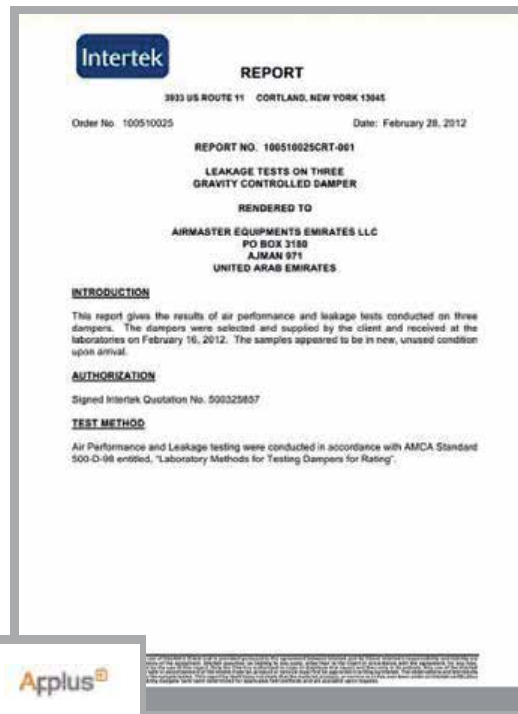 Intertek
REPORT
3933 US ROUTE 11 CORTLAND, NEW YORK 13045
Order No. 100510025 Date: February 28, 2012
REPORT NO. 100510025CRT-001
LEAKAGE TESTS ON THREE
GRAVITY CONTROLLED DAMPER
RENDERED TO
AIRMASTER EQUIPMENTS EMIRATES LLC
PO BOX 3180
AJMAN 971
UNITED ARAB EMIRATES
INTRODUCTION
This report gives the results of air performance and leakage tests conducted on three
dampers. The dampers were selected and supplied by the client and received at the
laboratories on February 16, 2012. The samples appeared to be in new, unused condition
upon arrival.
AUTHORIZATION
Signed Intertek Quotation No. 500325857
TEST METHOD
Air Performance and Leakage testing were conducted in accordance with AMCA Standard
500-D-98 entitled, "Laboratory Methods for Testing Dampers for Rating".
Applus